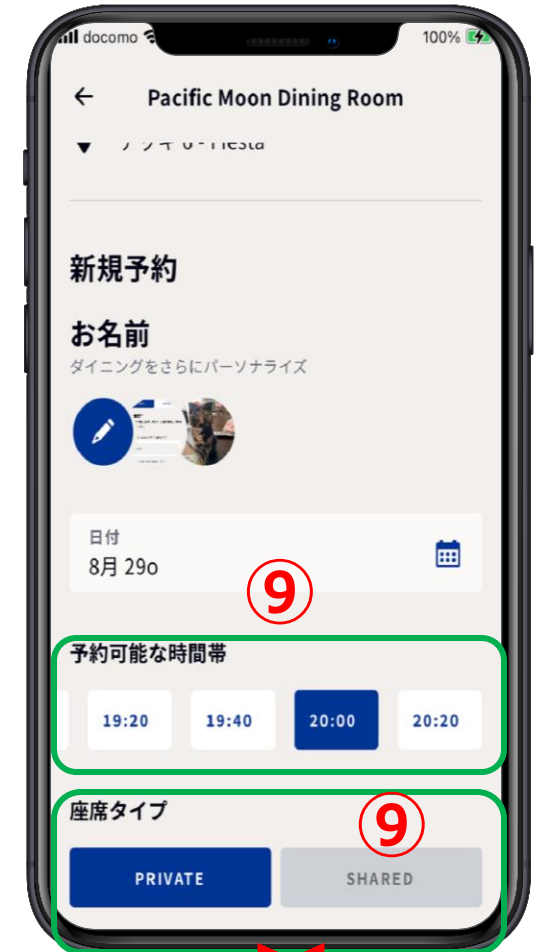 docomo 100%
Pacific Moon Dining Room
新規予約
お名前
ダイニングをさらにパーソナライズ
日付
8月 29o
⑨
予約可能な時間帯
19:20 19:40 20:00 20:20
座席タイプ
⑨
PRIVATE SHARED